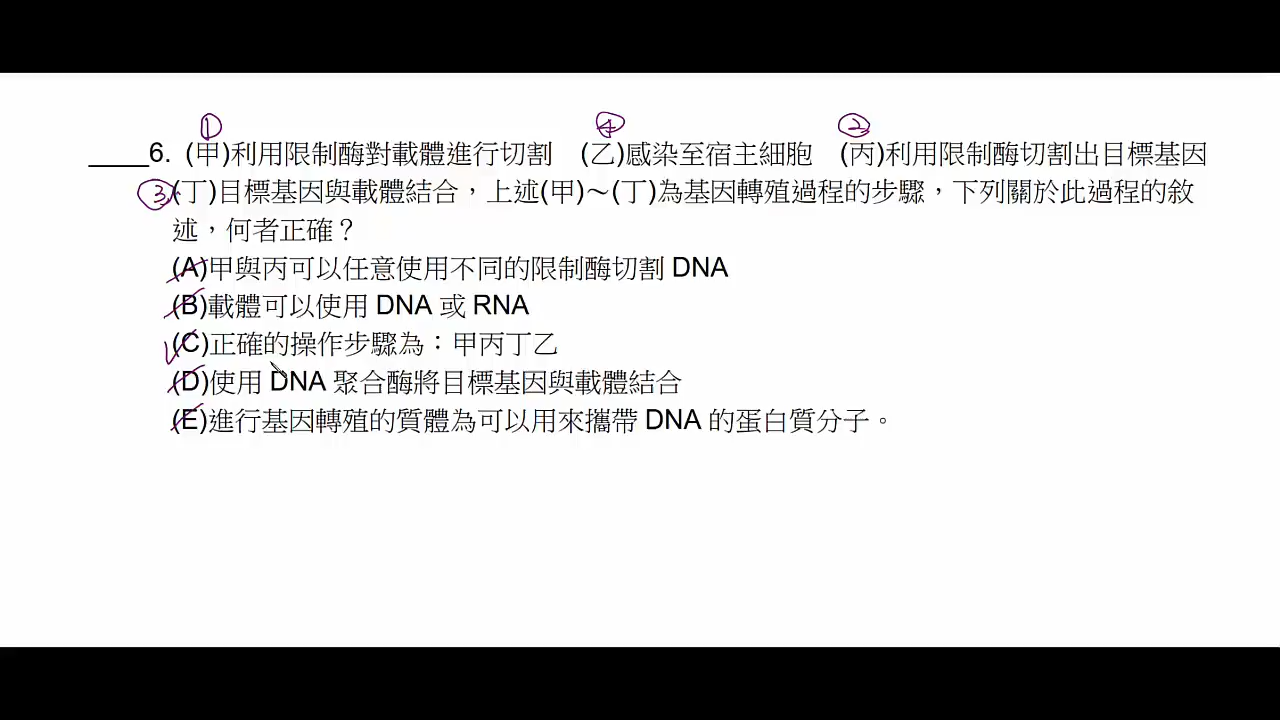 ① ④ ②
____6. (甲)利用限制酶對載體進行切割 (乙)感染至宿主細胞 (丙)利用限制酶切割出目標基因
③(丁)目標基因與載體結合，上述(甲)～(丁)為基因轉殖過程的步驟，下列關於此過程的敘
述，何者正確？
(A)甲與丙可以任意使用不同的限制酶切割 DNA
(B)載體可以使用 DNA 或 RNA
(C)正確的操作步驟為：甲丙丁乙
(D)使用 DNA 聚合酶將目標基因與載體結合
(E)進行基因轉殖的質體為可以用來攜帶 DNA 的蛋白質分子。